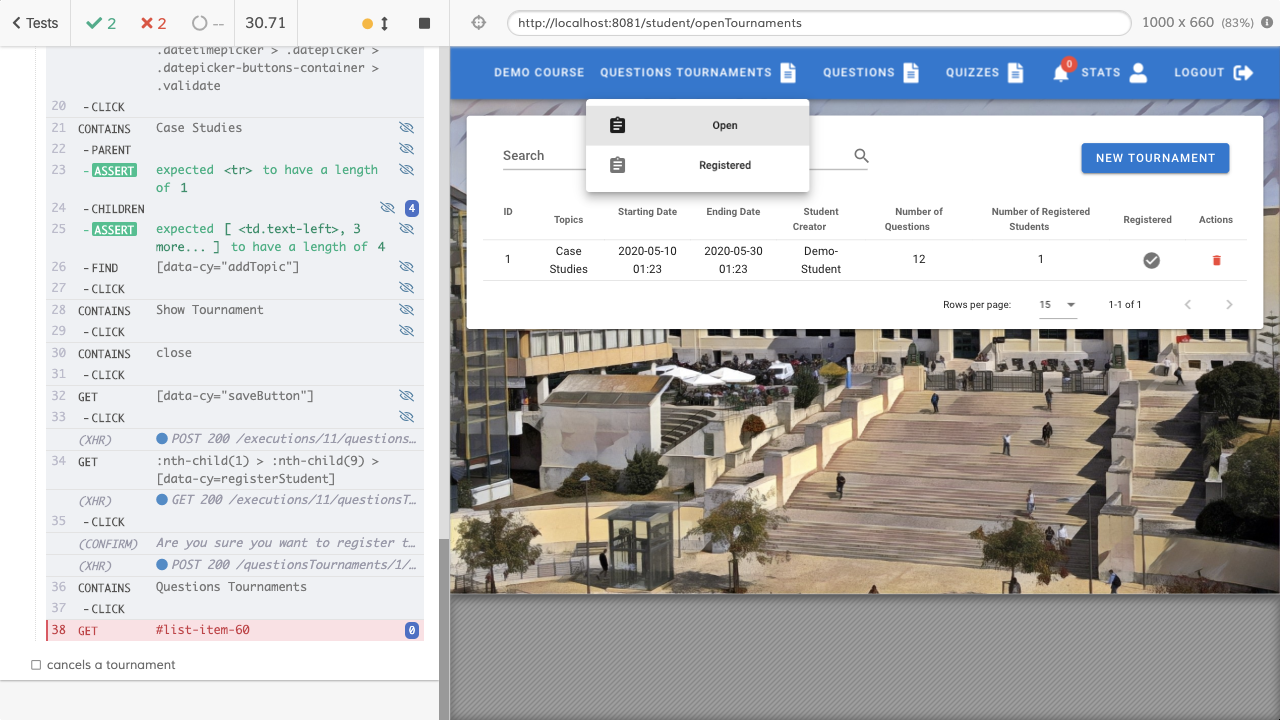 Tests
2
2
--
30.71
http://localhost:8081/student/openTournaments
1000 x 660 (83%)
.datetimepicker > .datepicker >
.datepicker-buttons-container >
.validate
20 -CLICK
21 CONTAINS Case Studies
22 -PARENT
23 -ASSERT expected <tr> to have a length
of 1
24 -CHILDREN 4
25 -ASSERT expected [ <td.text-left>, 3
more... ] to have a length of 4
26 -FIND [data-cy="addTopic"]
27 -CLICK
28 CONTAINS Show Tournament
29 -CLICK
30 CONTAINS close
31 -CLICK
32 GET [data-cy="saveButton"]
33 -CLICK
(XHR) POST 200 /executions/11/questions…
34 GET :nth-child(1) > :nth-child(9) >
[data-cy=registerStudent]
(XHR) GET 200 /executions/11/questionsT…
35 -CLICK
(CONFIRM) Are you sure you want to register t…
(XHR) POST 200 /questionsTournaments/1/…
36 CONTAINS Questions Tournaments
37 -CLICK
38 GET #list-item-60 0
cancels a tournament
DEMO COURSE QUESTIONS TOURNAMENTS QUESTIONS QUIZZES 0 STATS LOGOUT
Open
Registered
Search
NEW TOURNAMENT
ID Topics Starting Date Ending Date Student Creator Number of Questions Number of Registered Students Registered Actions
1 Case Studies 2020-05-10 01:23 2020-05-30 01:23 Demo-Student 12 1
Rows per page: 15 1-1 of 1